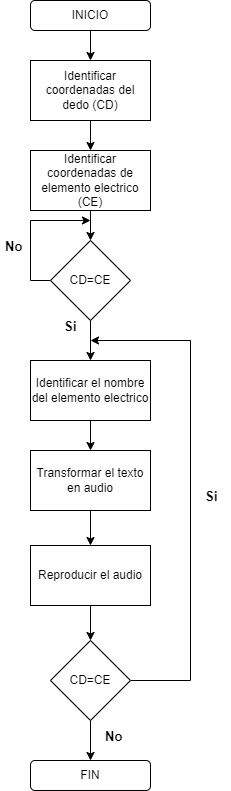 INICIO
Identificar
coordenadas del
dedo (CD)
Identificar
coordenadas de
elemento electrico
(CE)
No
CD=CE
Si
Identificar el nombre
del elemento electrico
Transformar el texto
en audio
Si
Reproducir el audio
CD=CE
No
FIN